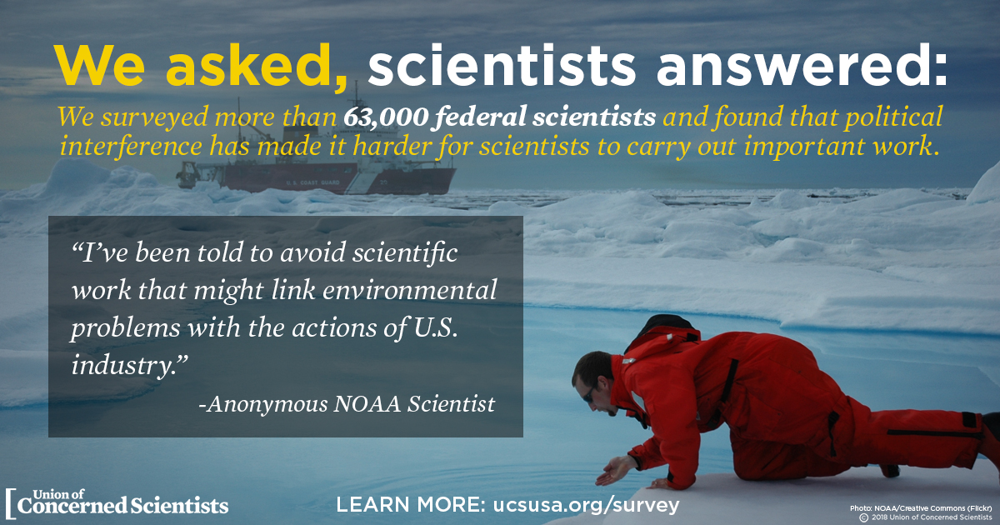 We asked, scientists answered:
We surveyed more than 63,000 federal scientists and found that political
interference has made it harder for scientists to carry out important work.
U.S. COAST GUARD
“I’ve been told to avoid scientific
work that might link environmental
problems with the actions of U.S.
industry.”
-Anonymous NOAA Scientist
Union of
Concerned Scientists
LEARN MORE: ucsusa.org/survey
Photo: NOAA/Creative Commons (Flickr)
© 2018 Union of Concerned Scientists